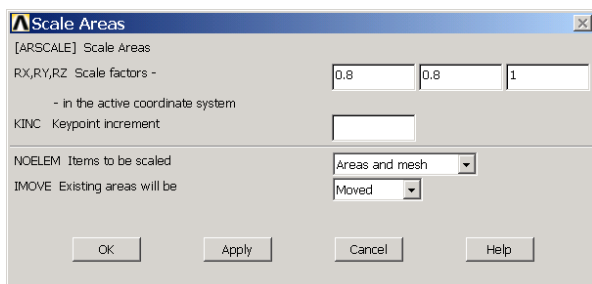 Scale Areas
[ARSCALE] Scale Areas
RX,RY,RZ Scale factors - 0.8 0.8 1
- in the active coordinate system
KINC Keypoint increment
NOELEM Items to be scaled Areas and mesh
IMOVE Existing areas will be Moved
OK Apply Cancel Help